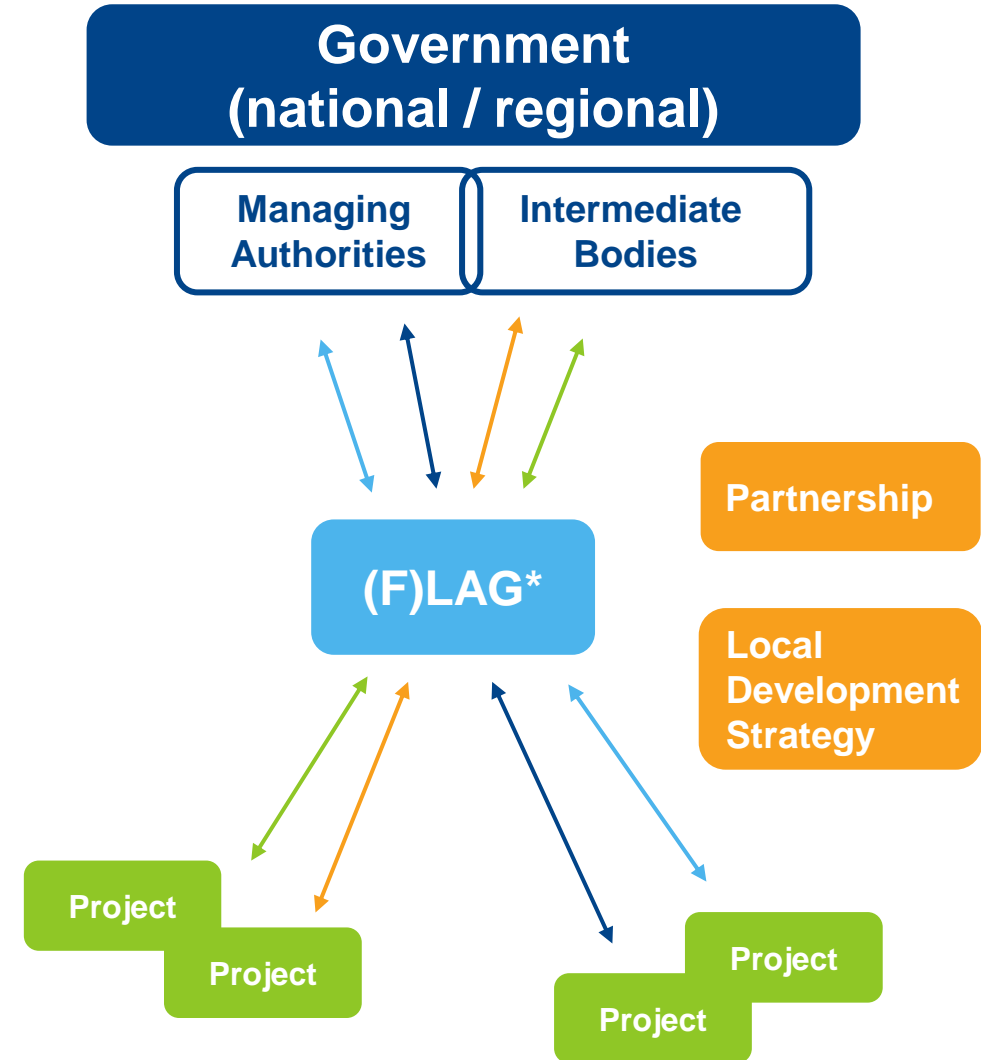 Government
(national / regional)
Managing
Authorities
Intermediate
Bodies
(F)LAG*
Partnership
Local
Development
Strategy
Project
Project
Project
Project